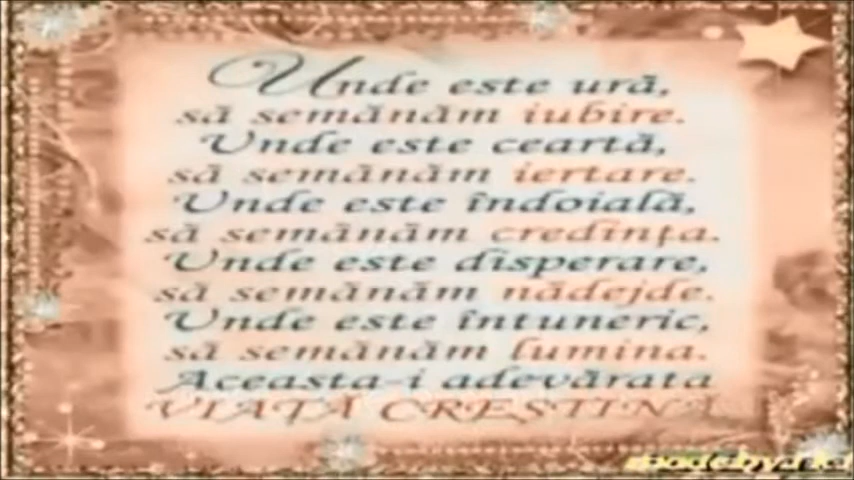 Unde este ură,
să semănăm iubire.
Unde este ceartă,
să semănăm iertare.
Unde este îndoială,
să semănăm credința.
Unde este disperare,
să semănăm nădejde.
Unde este întuneric,
să semănăm lumina.
Aceasta-i adevărata
VIAȚĂ CREȘTINĂ